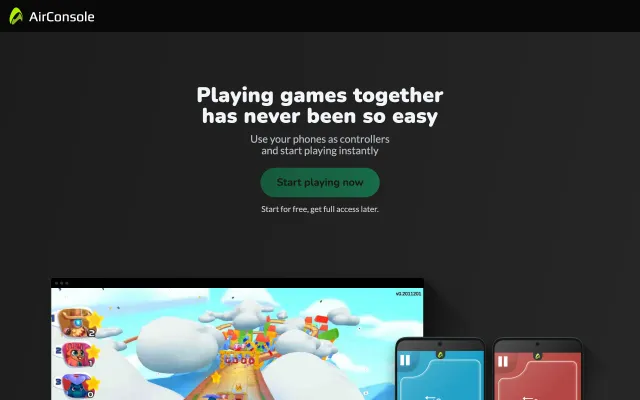 AirConsole
Playing games together
has never been so easy
Use your phones as controllers
and start playing instantly
Start playing now
Start for free, get full access later.
v0.2011201
2
2
1
3
0